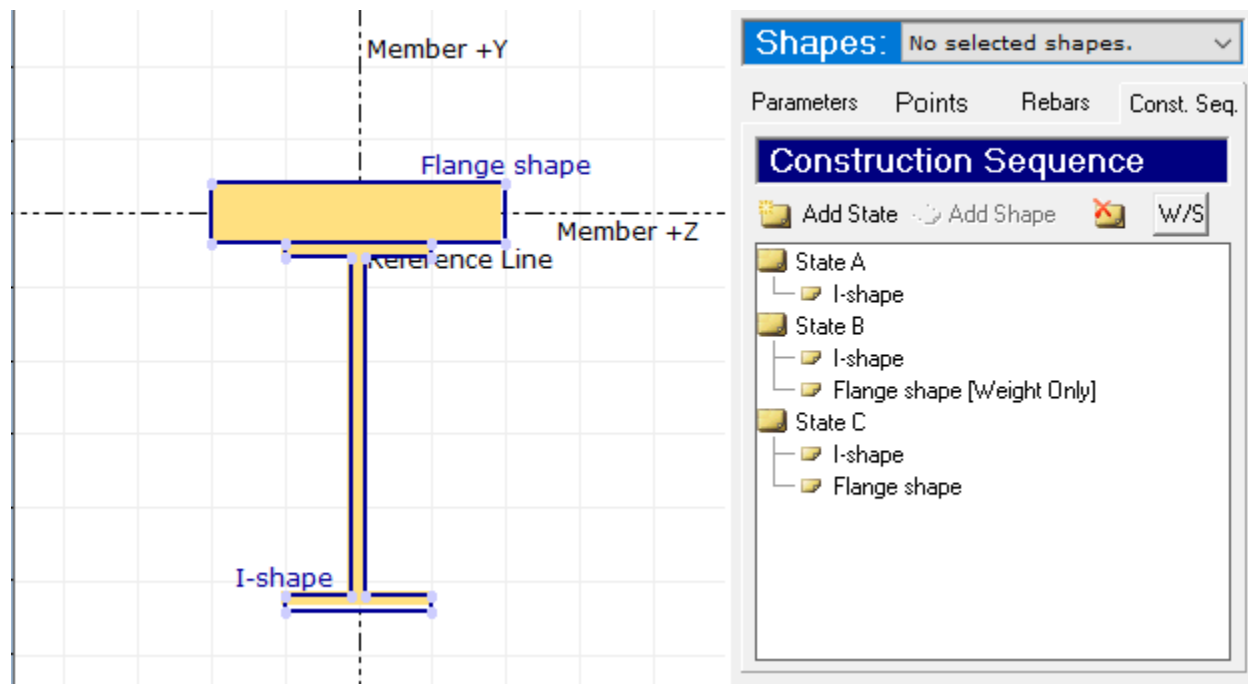 Member +Y
Flange shape
Member +Z
Reference Line
I-shape
Shapes: No selected shapes.
Parameters Points Rebars Const. Seq.
Construction Sequence
Add State Add Shape W/S
State A
I-shape
State B
I-shape
Flange shape [Weight Only]
State C
I-shape
Flange shape